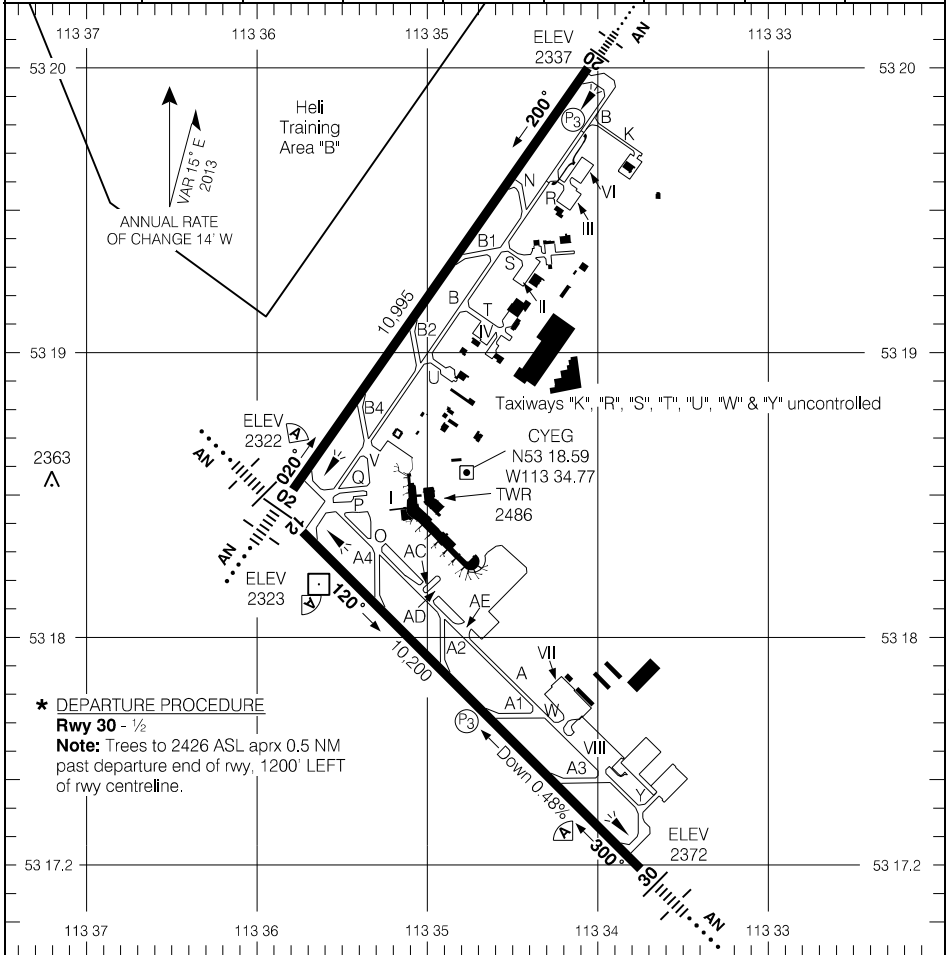 113 37
113 36
113 35
113 33
ELEV
2337
AN
20
53 20
53 20
Heli
Training
Area "B"
200°
P3
B
K
VAR 15° E
2013
ANNUAL RATE
OF CHANGE 14' W
N
R
VI
III
B1
S
II
10,995
B
T
IV
B2
53 19
53 19
U
Taxiways "K", "R", "S", "T", "U", "W" & "Y" uncontrolled
B4
ELEV
2322
A
CYEG
N53 18.59
W113 34.77
2363
AN
020°
V
Q
TWR
2486
02
P
I
12
O
AN
A4
AC
ELEV
2323
A
120°
AD
AE
53 18
53 18
A2
10,200
A
VII
A1
W
* DEPARTURE PROCEDURE
Rwy 30 - ½
Note: Trees to 2426 ASL aprx 0.5 NM
past departure end of rwy, 1200' LEFT
of rwy centreline.
P3
VIII
Down 0.48%
A3
Y
A
300°
ELEV
2372
53 17.2
53 17.2
30
AN
113 37
113 36
113 35
113 34
113 33